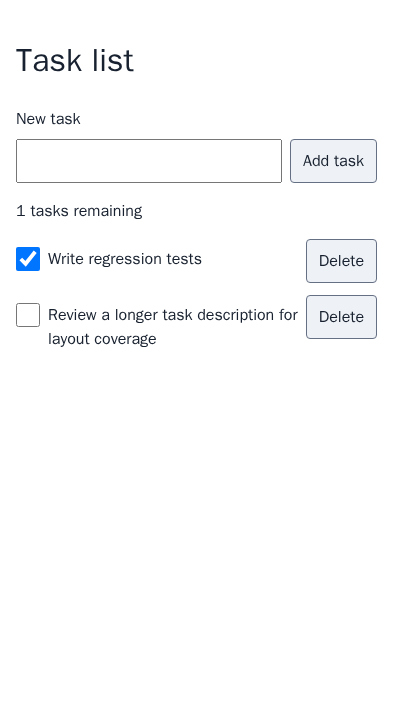 Task list
New task
Add task
1 tasks remaining
Write regression tests
Delete
Review a longer task description for
layout coverage
Delete